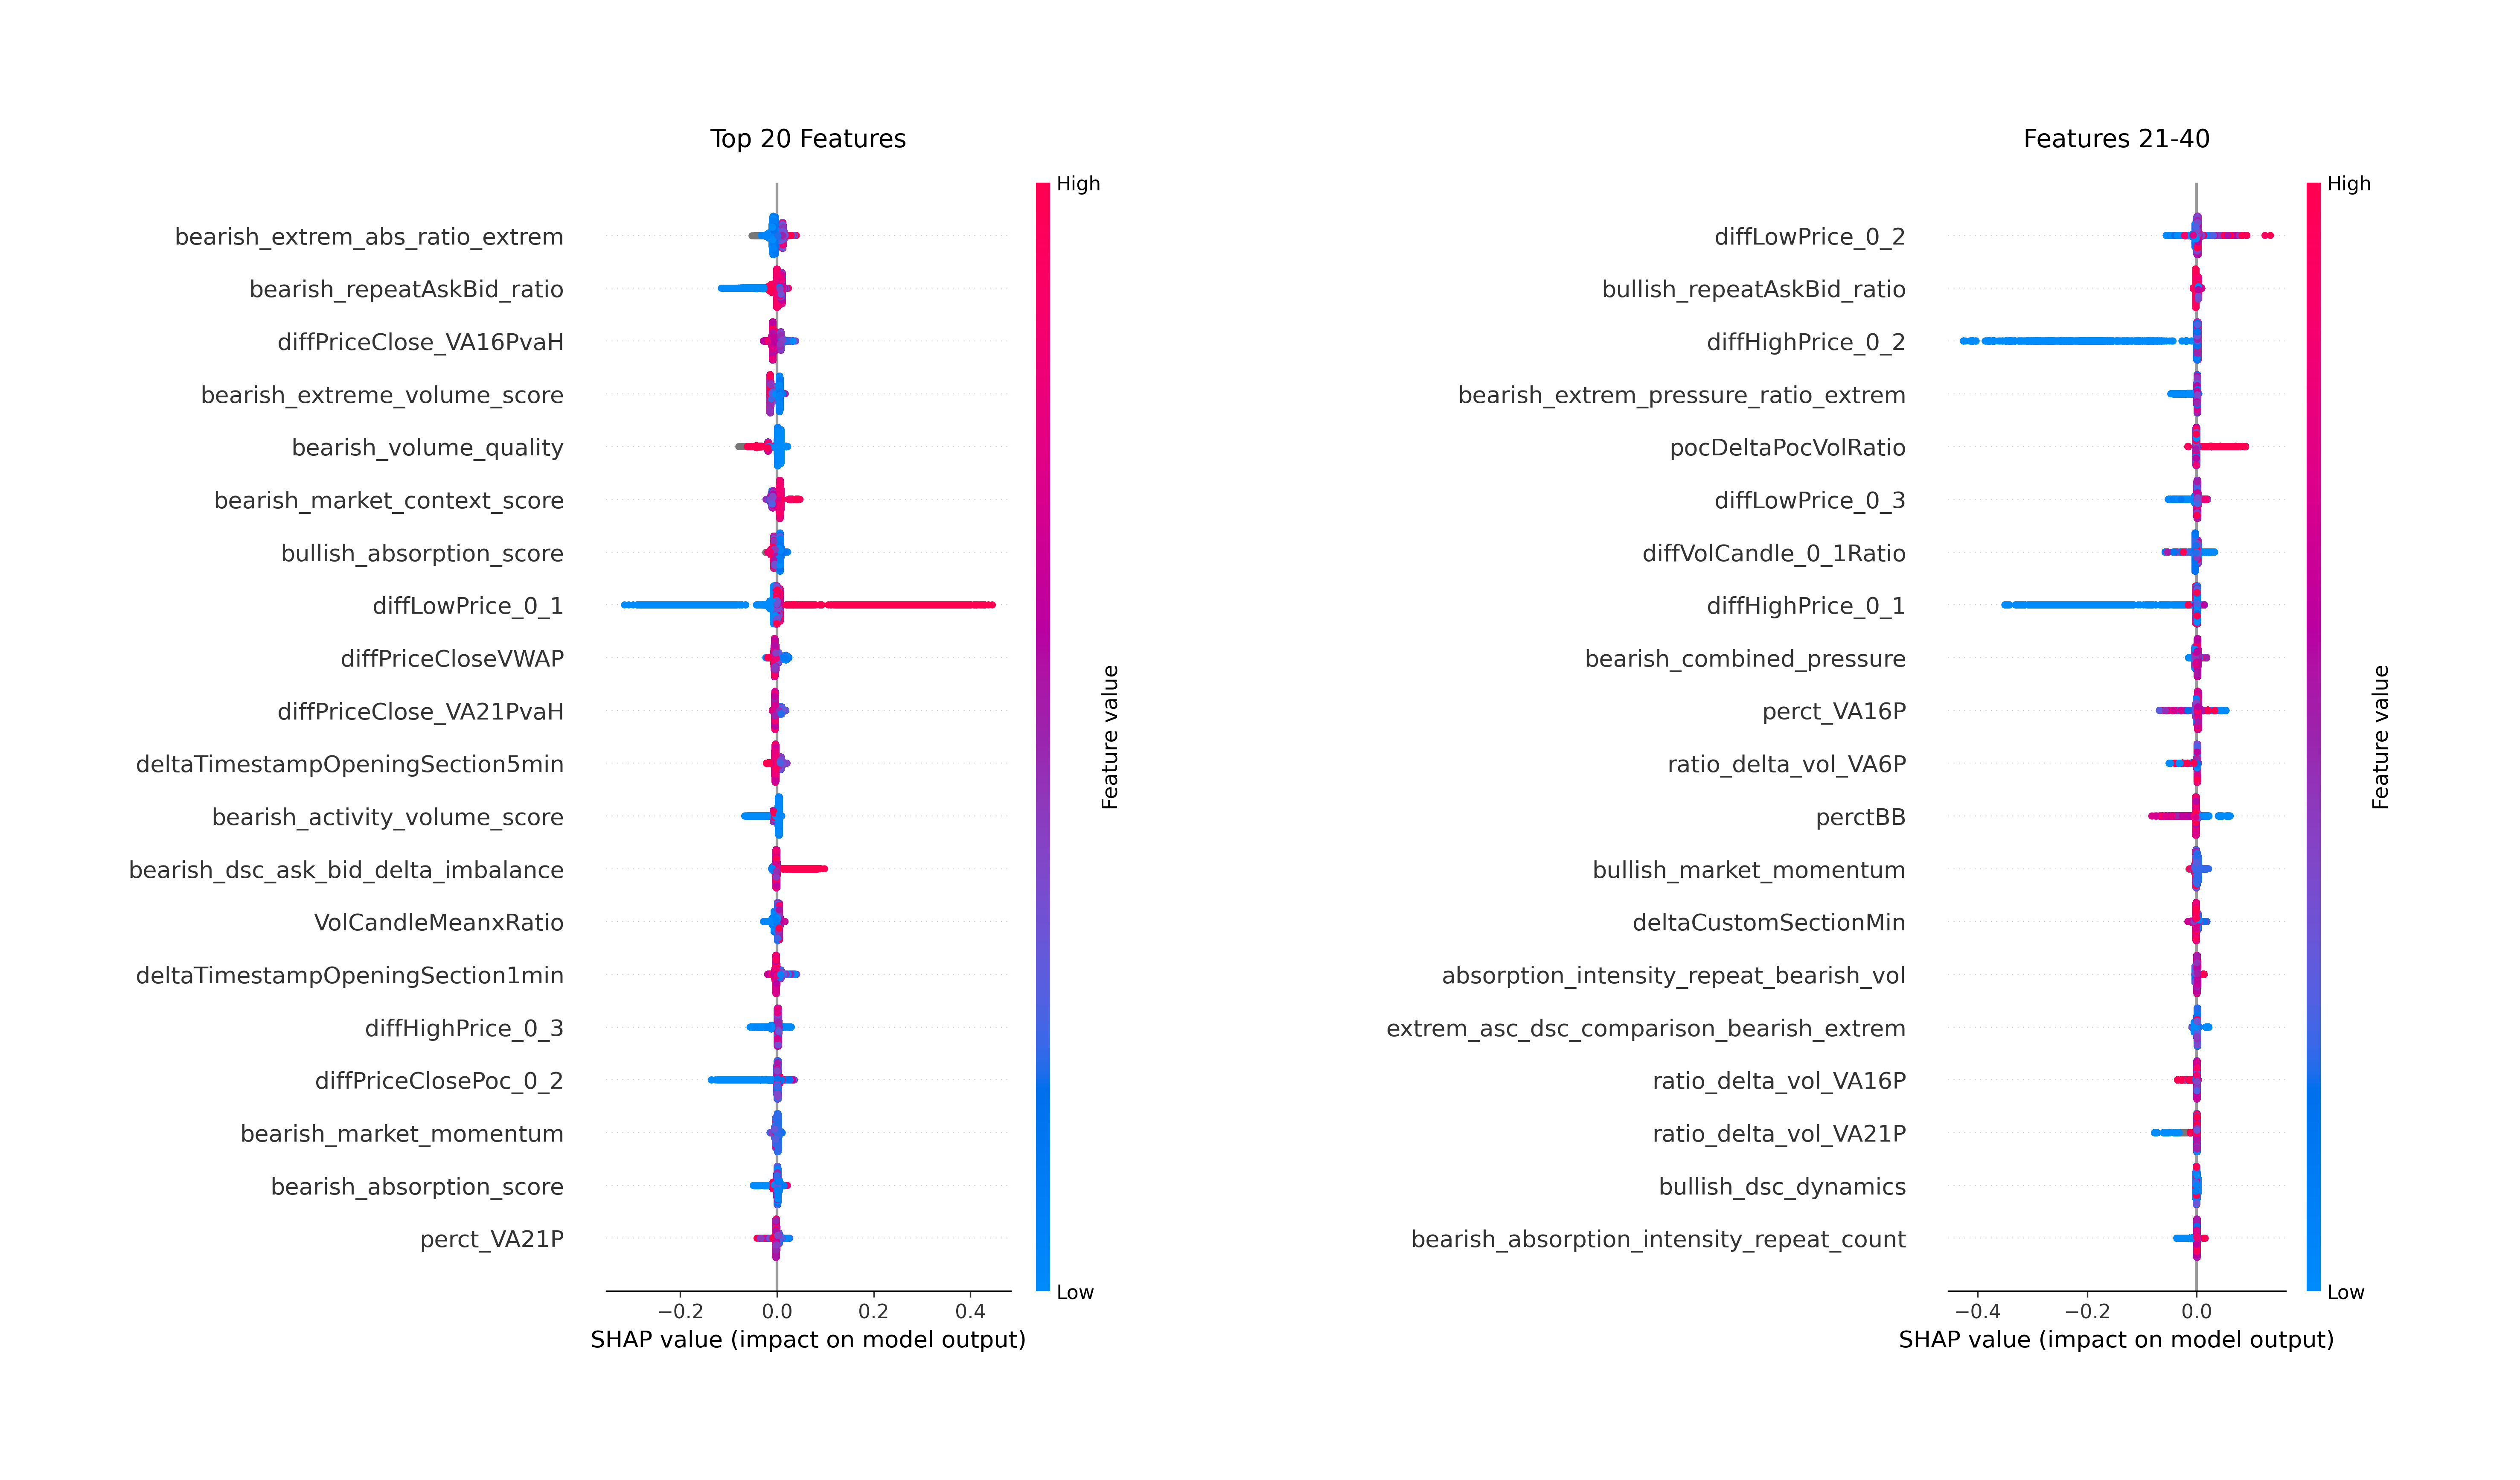 Top 20 Features
High
bearish_extrem_abs_ratio_extrem
bearish_repeatAskBid_ratio
diffPriceClose_VA16PvaH
bearish_extreme_volume_score
bearish_volume_quality
bearish_market_context_score
bullish_absorption_score
diffLowPrice_0_1
diffPriceCloseVWAP
diffPriceClose_VA21PvaH
deltaTimestampOpeningSection5min
bearish_activity_volume_score
bearish_dsc_ask_bid_delta_imbalance
VolCandleMeanxRatio
deltaTimestampOpeningSection1min
diffHighPrice_0_3
diffPriceClosePoc_0_2
bearish_market_momentum
bearish_absorption_score
perct_VA21P
Feature value
Low
−0.2 0.0 0.2 0.4
SHAP value (impact on model output)
Features 21-40
High
diffLowPrice_0_2
bullish_repeatAskBid_ratio
diffHighPrice_0_2
bearish_extrem_pressure_ratio_extrem
pocDeltaPocVolRatio
diffLowPrice_0_3
diffVolCandle_0_1Ratio
diffHighPrice_0_1
bearish_combined_pressure
perct_VA16P
ratio_delta_vol_VA6P
perctBB
bullish_market_momentum
deltaCustomSectionMin
absorption_intensity_repeat_bearish_vol
extrem_asc_dsc_comparison_bearish_extrem
ratio_delta_vol_VA16P
ratio_delta_vol_VA21P
bullish_dsc_dynamics
bearish_absorption_intensity_repeat_count
Feature value
Low
−0.4 −0.2 0.0
SHAP value (impact on model output)